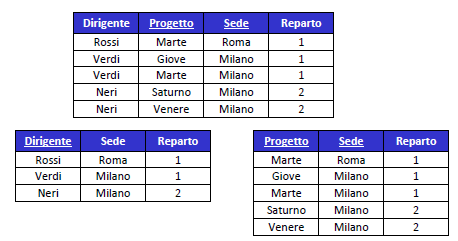 Dirigente Progetto Sede Reparto
Rossi Marte Roma 1
Verdi Giove Milano 1
Verdi Marte Milano 1
Neri Saturno Milano 2
Neri Venere Milano 2
Dirigente Sede Reparto
Rossi Roma 1
Verdi Milano 1
Neri Milano 2
Progetto Sede Reparto
Marte Roma 1
Giove Milano 1
Marte Milano 1
Saturno Milano 2
Venere Milano 2